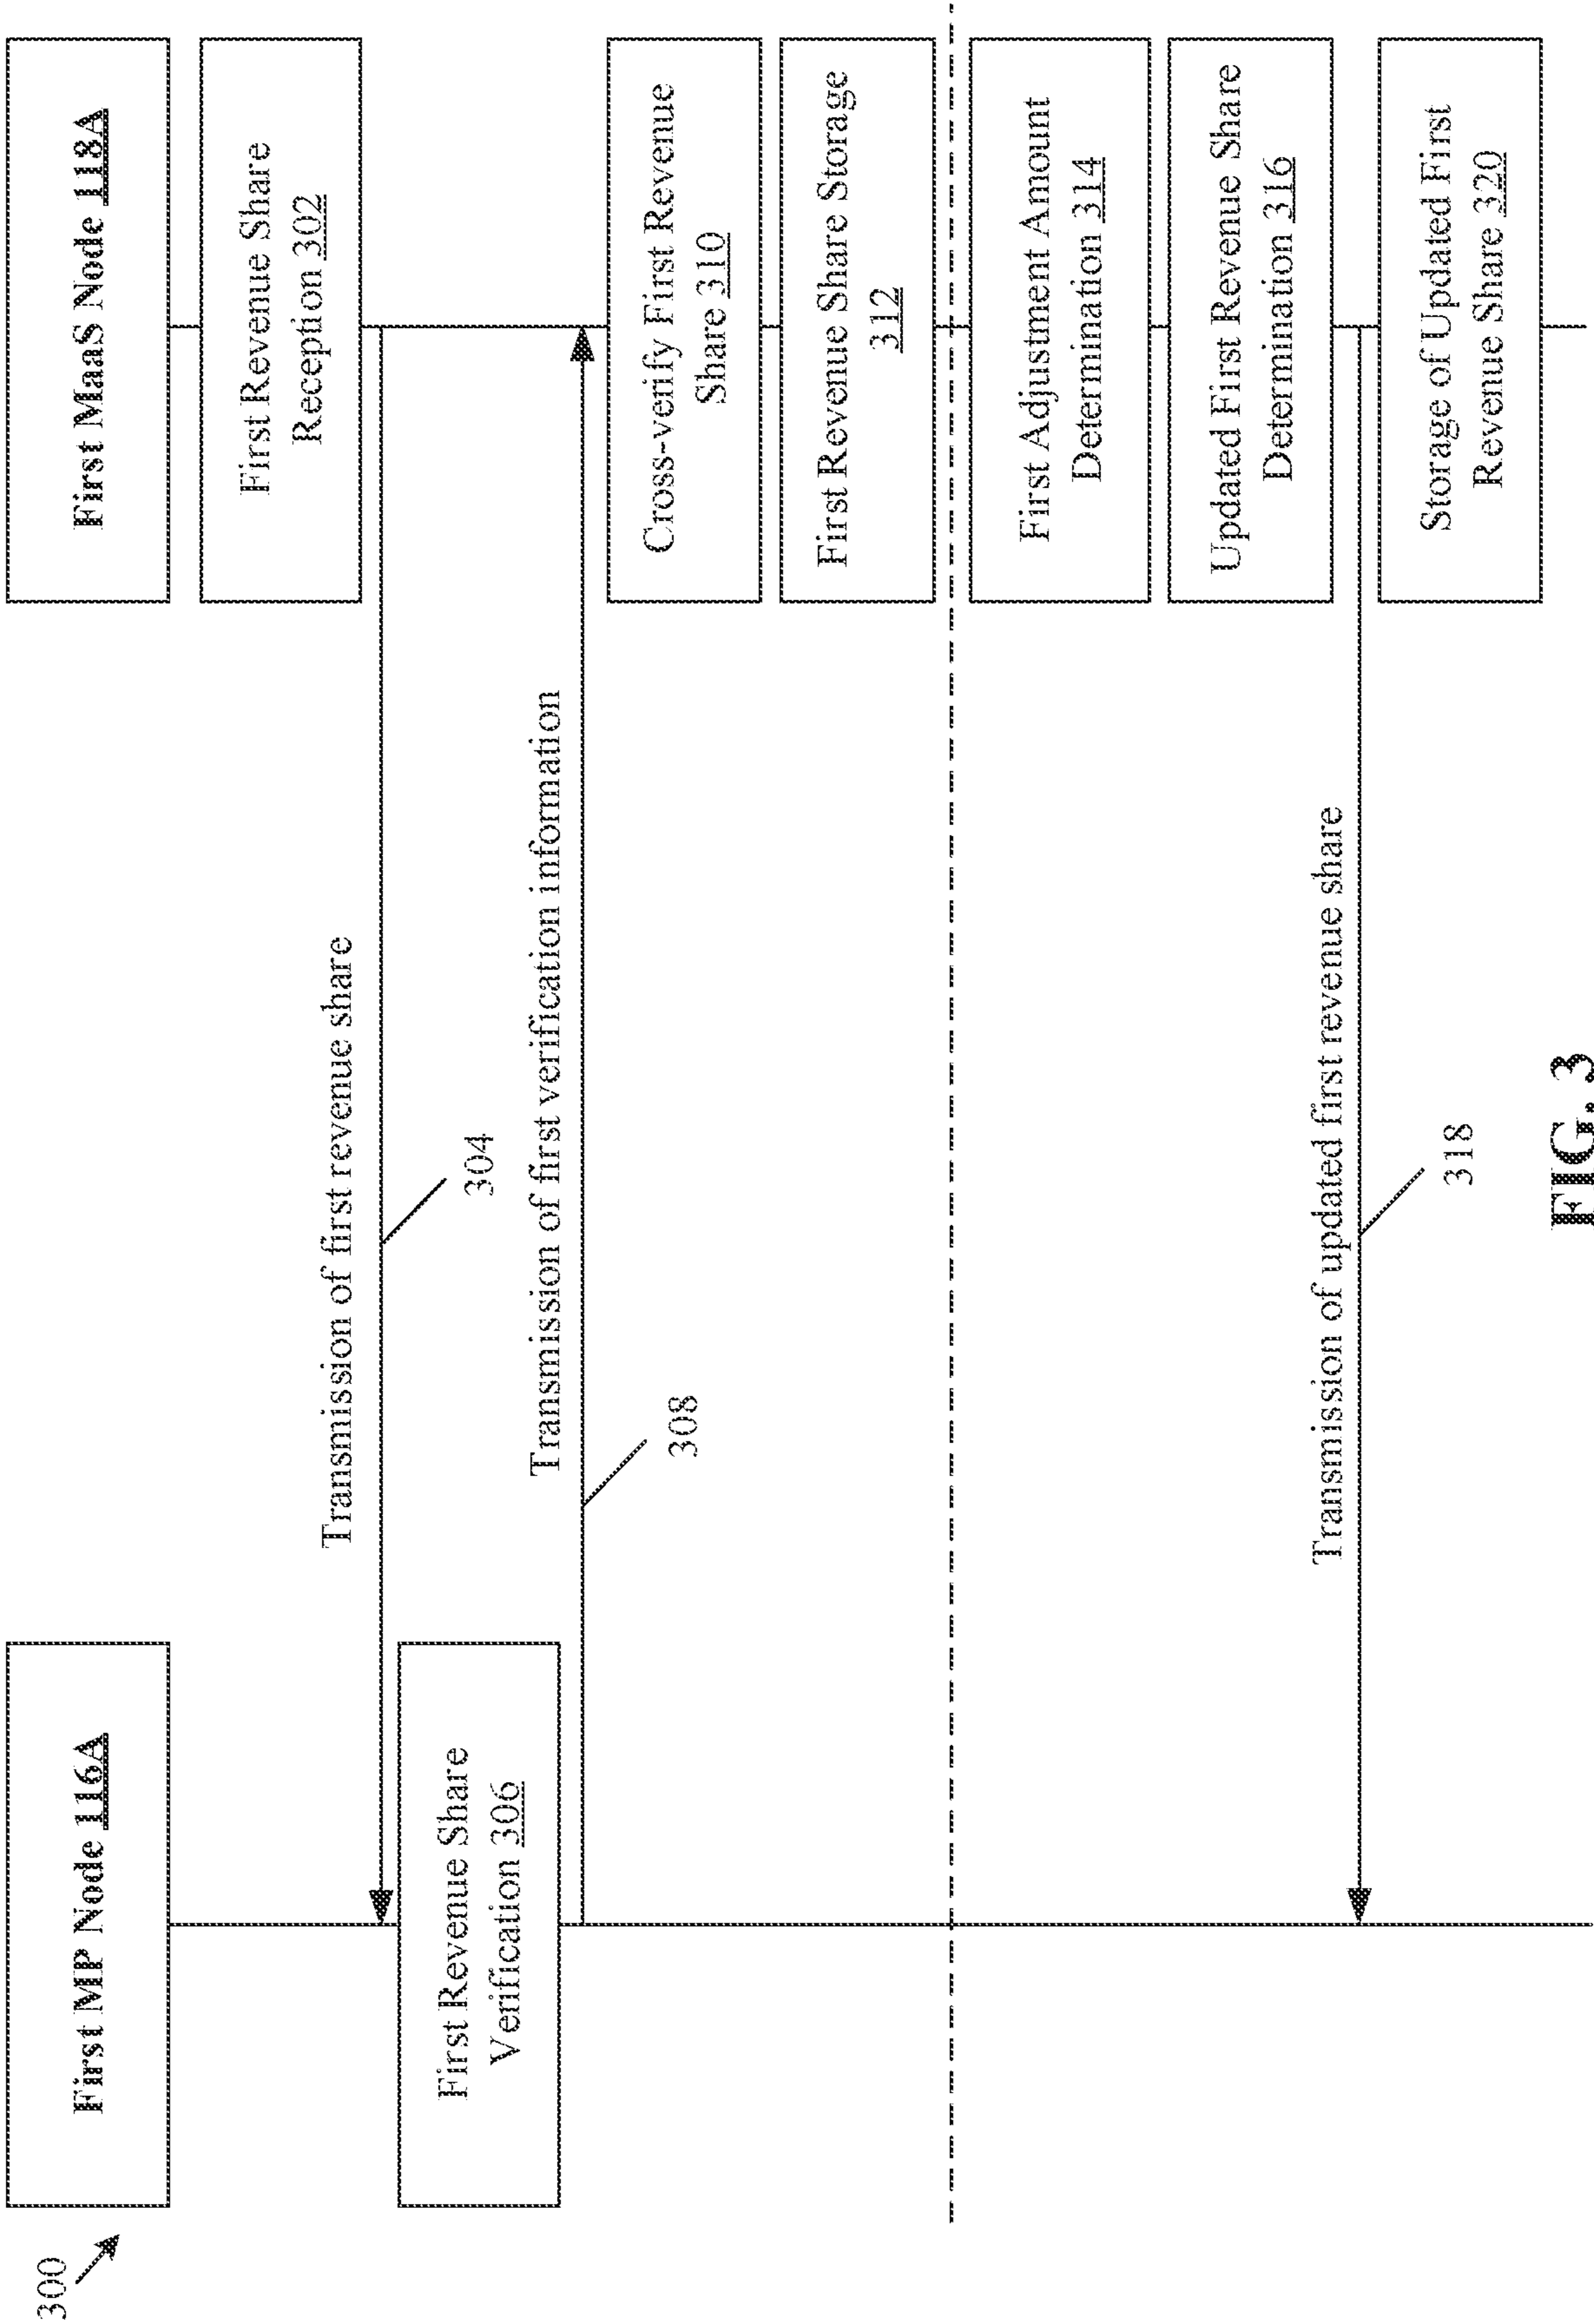 300
First MP Node 116A
First MaaS Node 118A
First Revenue Share
Reception 302
Transmission of first revenue share
304
First Revenue Share
Verification 306
Transmission of first verification information
308
Cross-verify First Revenue
Share 310
First Revenue Share Storage
312
First Adjustment Amount
Determination 314
Updated First Revenue Share
Determination 316
Transmission of updated first revenue share
318
Storage of Updated First
Revenue Share 320
FIG. 3